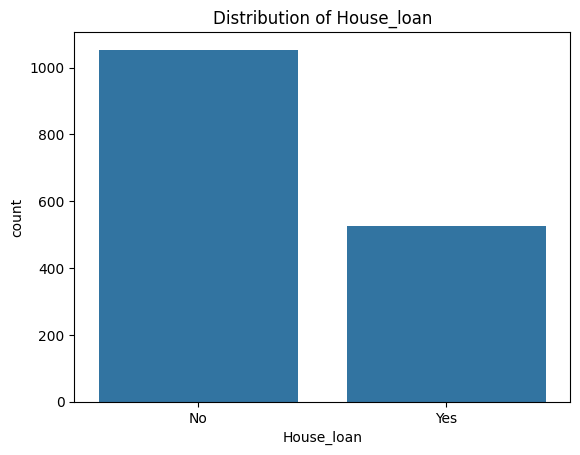 Distribution of House_loan
1000
800
600
400
200
0
count
No Yes
House_loan